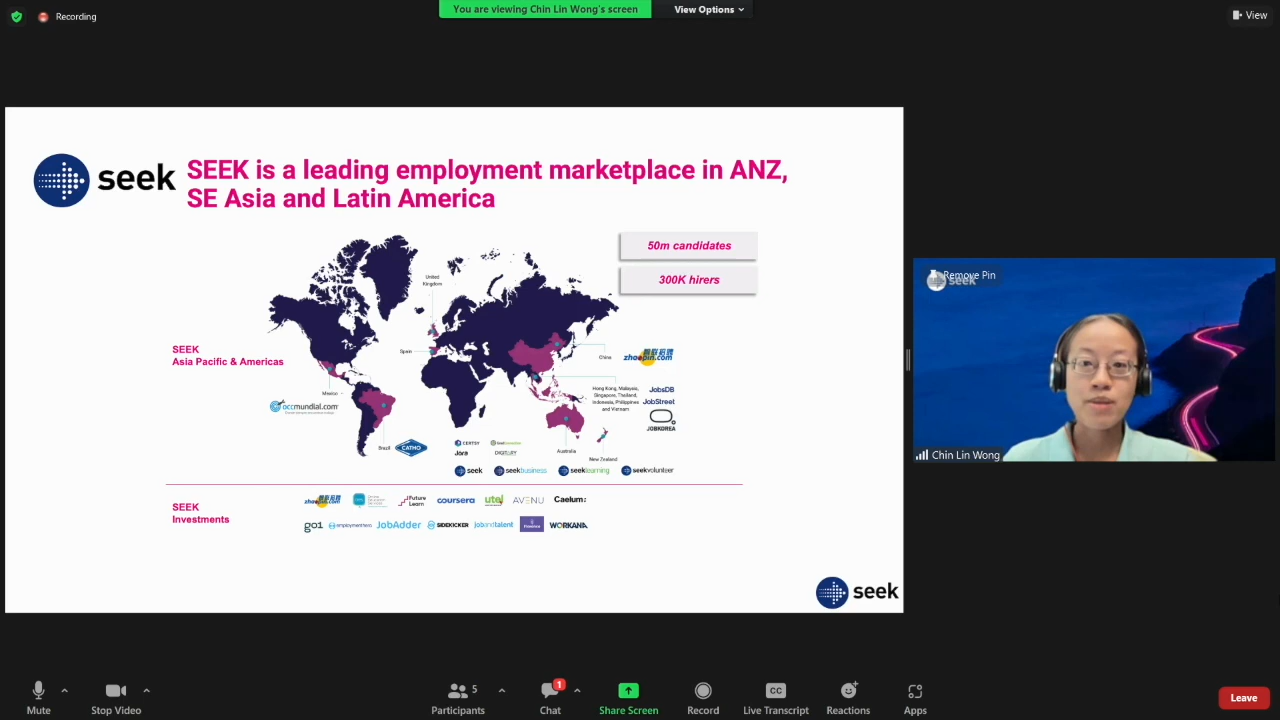 Recording
You are viewing Chin Lin Wong's screen
View Options
View
seek
SEEK is a leading employment marketplace in ANZ,
SE Asia and Latin America
50m candidates
300K hirers
United
Kingdom
Spain
China
zhaopin.com
SEEK
Asia Pacific & Americas
Mexico
occmundial.com
Hong Kong, Malaysia,
Singapore, Thailand,
Indonesia, Philippines
and Vietnam
JobsDB
JobStreet
JOBKOREA
Brazil
CATHO
CERTSY
Jora
DIGITARY
Australia
New Zealand
seek
seekbusiness
seeklearning
seekvolunteer
SEEK
Investments
Future
Learn
coursera
utel
AVENU
Caelum:
go1
employmenthero
JobAdder
SIDEKICKER
jobandtalent
WORKANA
seek
Remove Pin
seek
Chin Lin Wong
Mute
Stop Video
Participants
5
Chat
1
Share Screen
Record
CC
Live Transcript
Reactions
Apps
Leave